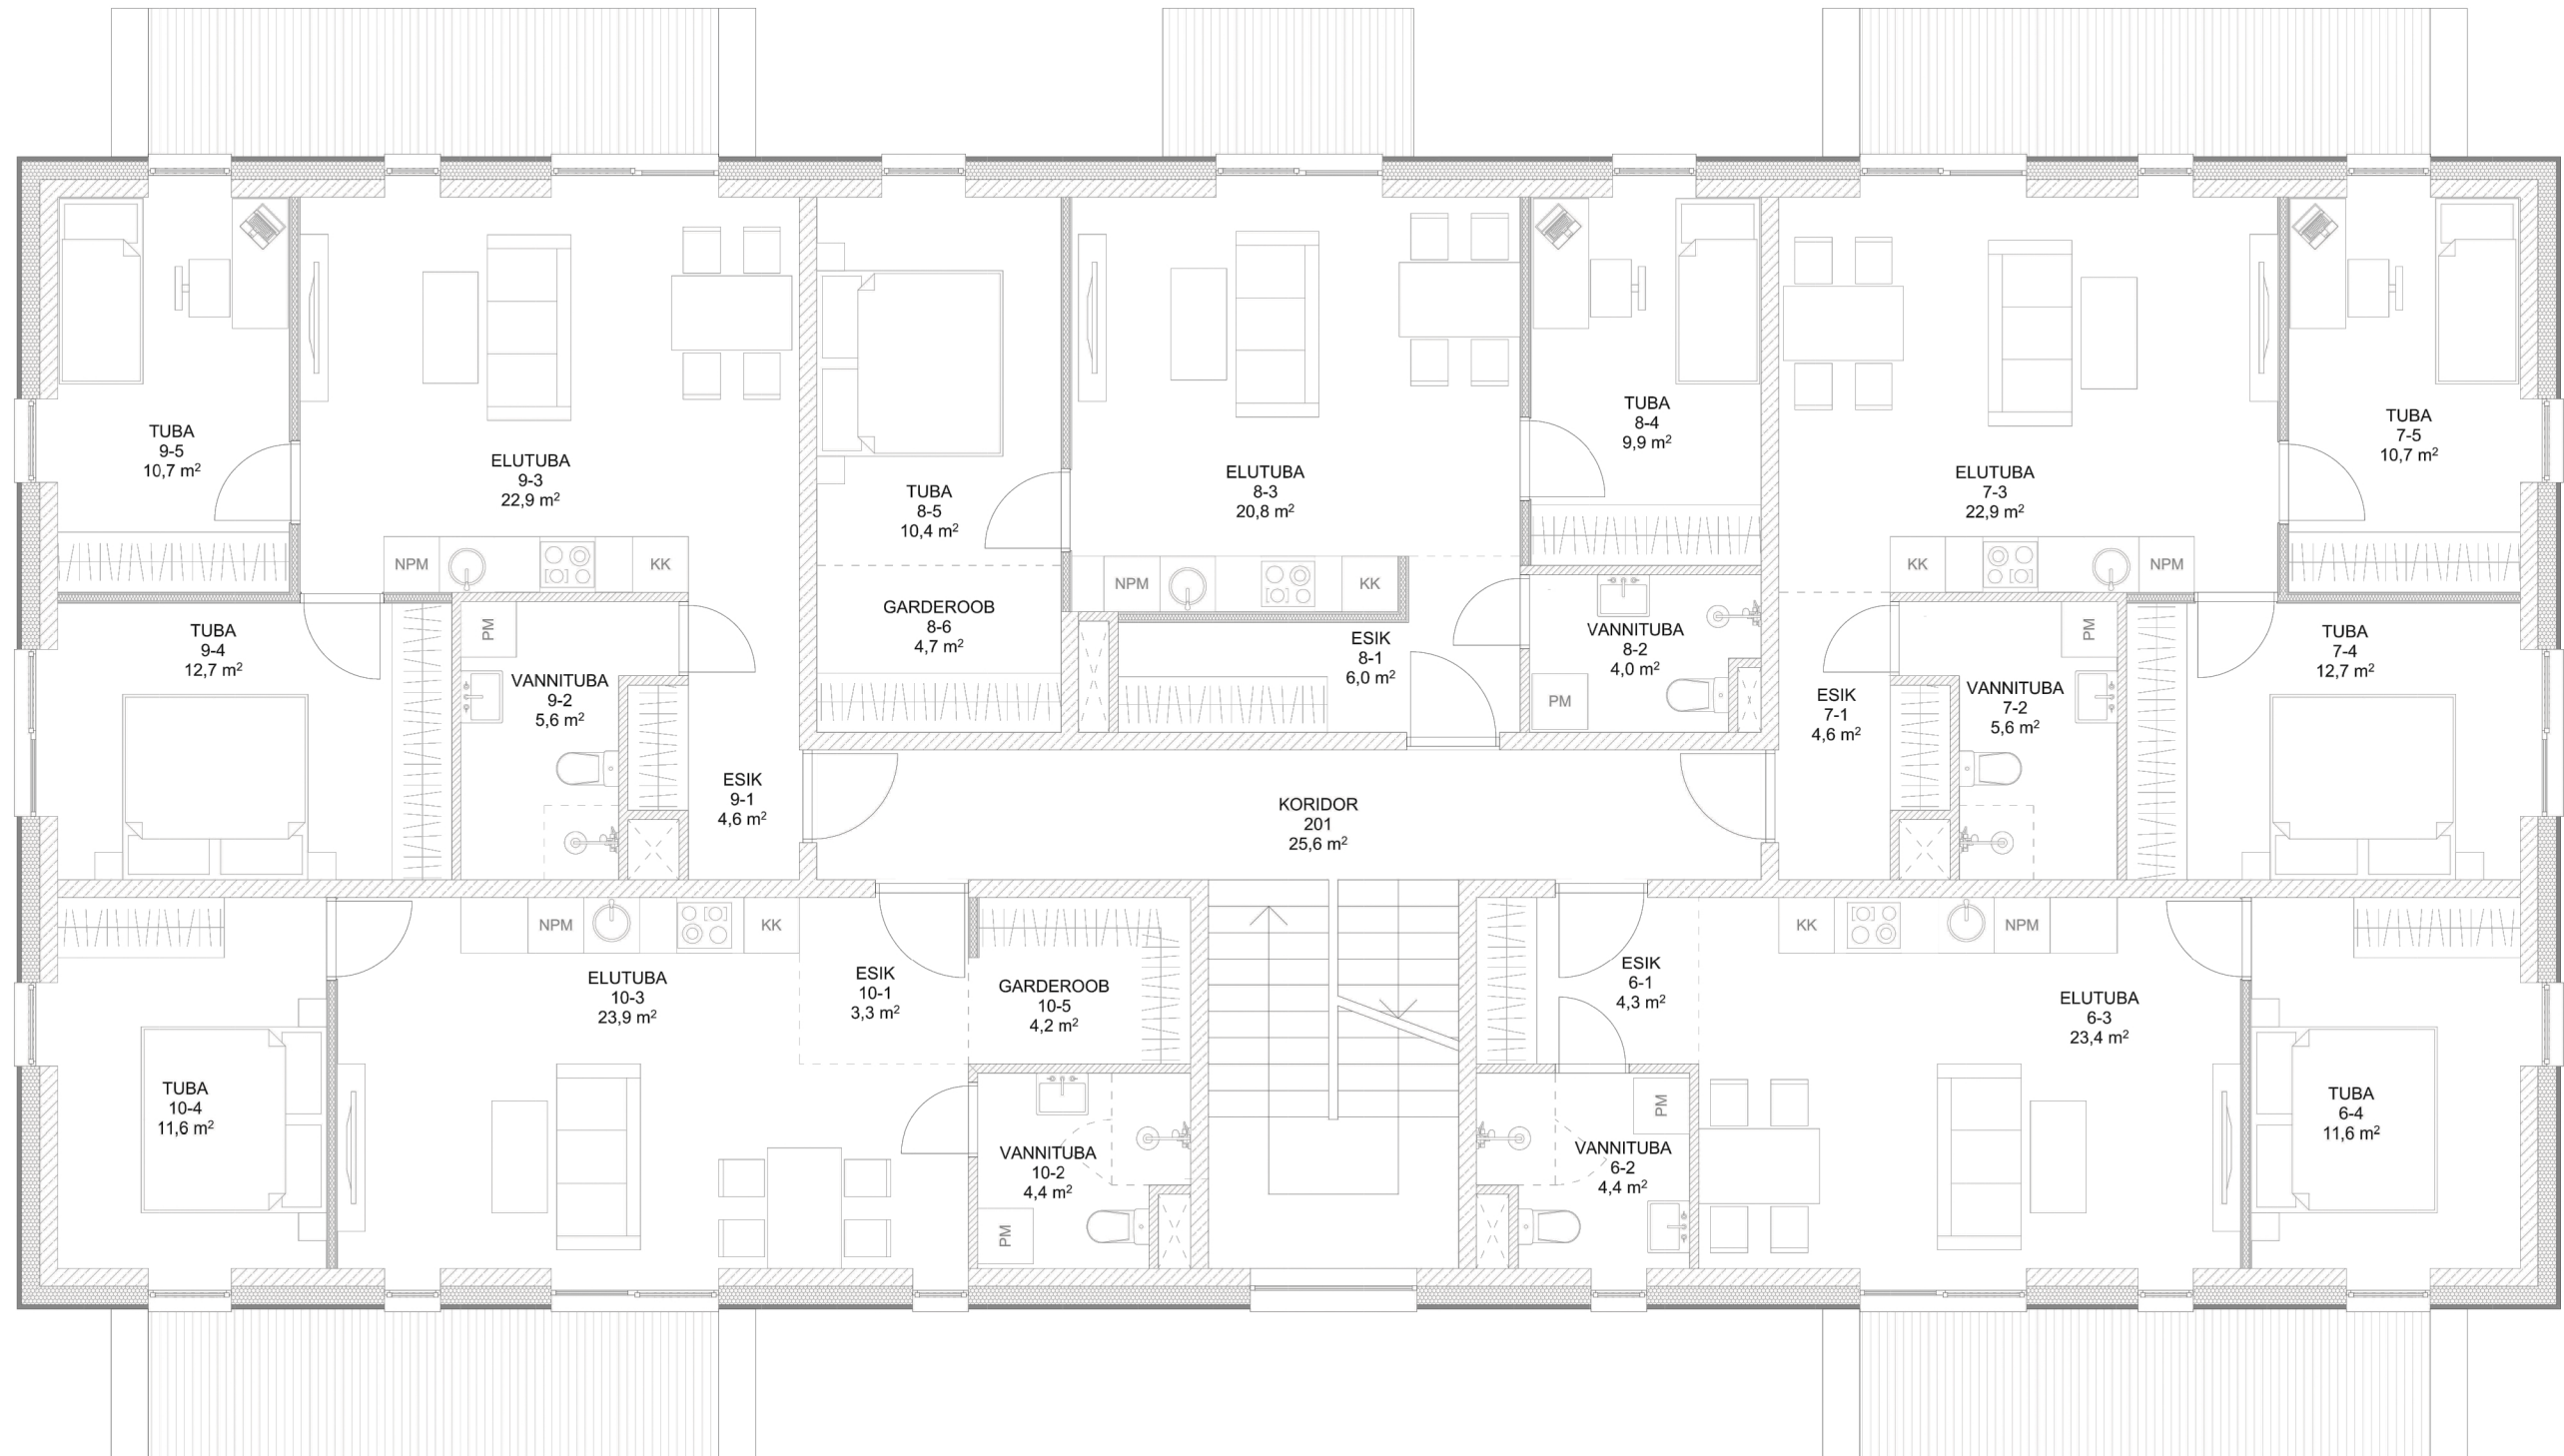 TUBA
9-5
10,7 m²
ELUTUBA
9-3
22,9 m²
NPM
KK
TUBA
9-4
12,7 m²
PM
VANNITUBA
9-2
5,6 m²
ESIK
9-1
4,6 m²
TUBA
8-5
10,4 m²
GARDEROOB
8-6
4,7 m²
ELUTUBA
8-3
20,8 m²
NPM
KK
ESIK
8-1
6,0 m²
TUBA
8-4
9,9 m²
VANNITUBA
8-2
4,0 m²
PM
ELUTUBA
7-3
22,9 m²
KK
NPM
TUBA
7-5
10,7 m²
ESIK
7-1
4,6 m²
PM
VANNITUBA
7-2
5,6 m²
TUBA
7-4
12,7 m²
KORIDOR
201
25,6 m²
NPM
KK
ELUTUBA
10-3
23,9 m²
ESIK
10-1
3,3 m²
GARDEROOB
10-5
4,2 m²
TUBA
10-4
11,6 m²
VANNITUBA
10-2
4,4 m²
PM
ESIK
6-1
4,3 m²
KK
NPM
ELUTUBA
6-3
23,4 m²
PM
VANNITUBA
6-2
4,4 m²
TUBA
6-4
11,6 m²